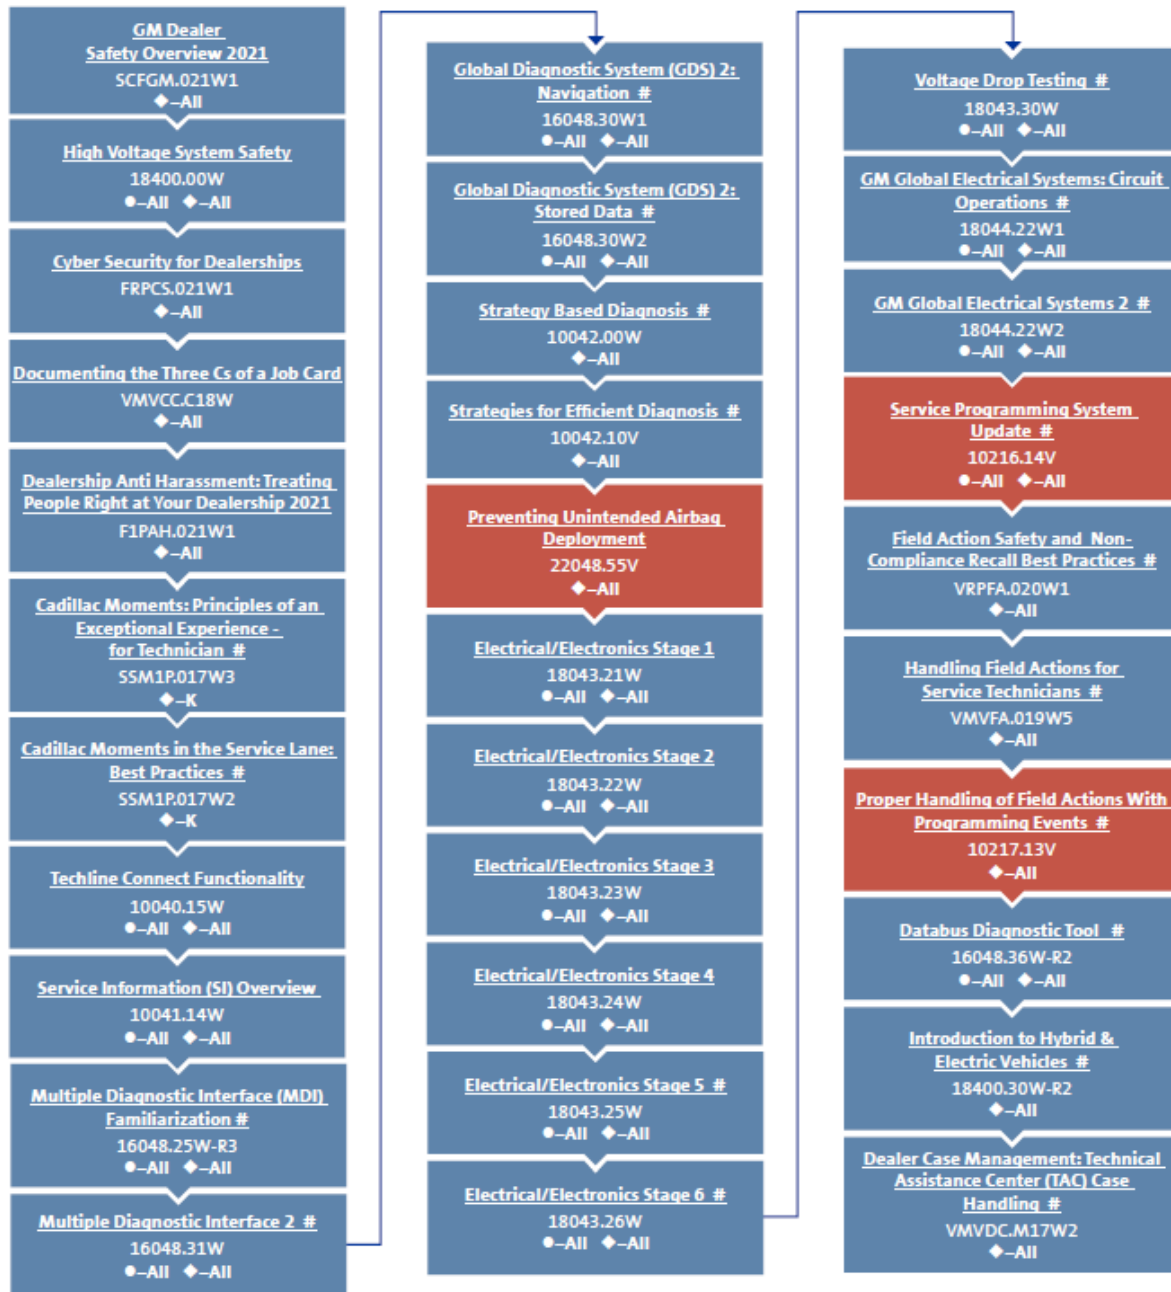 GM Dealer
Safety Overview 2021
SCFGM.021W1
◆–All
High Voltage System Safety
18400.00W
●–All ◆–All
Cyber Security for Dealerships
FRPCS.021W1
◆–All
Documenting the Three Cs of a Job Card
VMVCC.C18W
◆–All
Dealership Anti Harassment: Treating
People Right at Your Dealership 2021
F1PAH.021W1
◆–All
Cadillac Moments: Principles of an
Exceptional Experience -
for Technician #
SSM1P.017W3
◆–K
Cadillac Moments in the Service Lane:
Best Practices #
SSM1P.017W2
◆–K
Techline Connect Functionality
10040.15W
●–All ◆–All
Service Information (SI) Overview
10041.14W
●–All ◆–All
Multiple Diagnostic Interface (MDI)
Familiarization #
16048.25W-R3
●–All ◆–All
Multiple Diagnostic Interface 2 #
16048.31W
●–All ◆–All
Global Diagnostic System (GDS) 2:
Navigation #
16048.30W1
●–All ◆–All
Global Diagnostic System (GDS) 2:
Stored Data #
16048.30W2
●–All ◆–All
Strategy Based Diagnosis #
10042.00W
◆–All
Strategies for Efficient Diagnosis #
10042.10V
◆–All
Preventing Unintended Airbag
Deployment
22048.55V
◆–All
Electrical/Electronics Stage 1
18043.21W
●–All ◆–All
Electrical/Electronics Stage 2
18043.22W
●–All ◆–All
Electrical/Electronics Stage 3
18043.23W
●–All ◆–All
Electrical/Electronics Stage 4
18043.24W
●–All ◆–All
Electrical/Electronics Stage 5 #
18043.25W
●–All ◆–All
Electrical/Electronics Stage 6 #
18043.26W
●–All ◆–All
Voltage Drop Testing #
18043.30W
●–All ◆–All
GM Global Electrical Systems: Circuit
Operations #
18044.22W1
●–All ◆–All
GM Global Electrical Systems 2 #
18044.22W2
●–All ◆–All
Service Programming System
Update #
10216.14V
●–All ◆–All
Field Action Safety and Non-
Compliance Recall Best Practices #
VRPFA.020W1
◆–All
Handling Field Actions for
Service Technicians #
VMVFA.019W5
◆–All
Proper Handling of Field Actions With
Programming Events #
10217.13V
◆–All
Databus Diagnostic Tool #
16048.36W-R2
●–All ◆–All
Introduction to Hybrid &
Electric Vehicles #
18400.30W-R2
◆–All
Dealer Case Management: Technical
Assistance Center (TAC) Case
Handling #
VMVDC.M17W2
◆–All